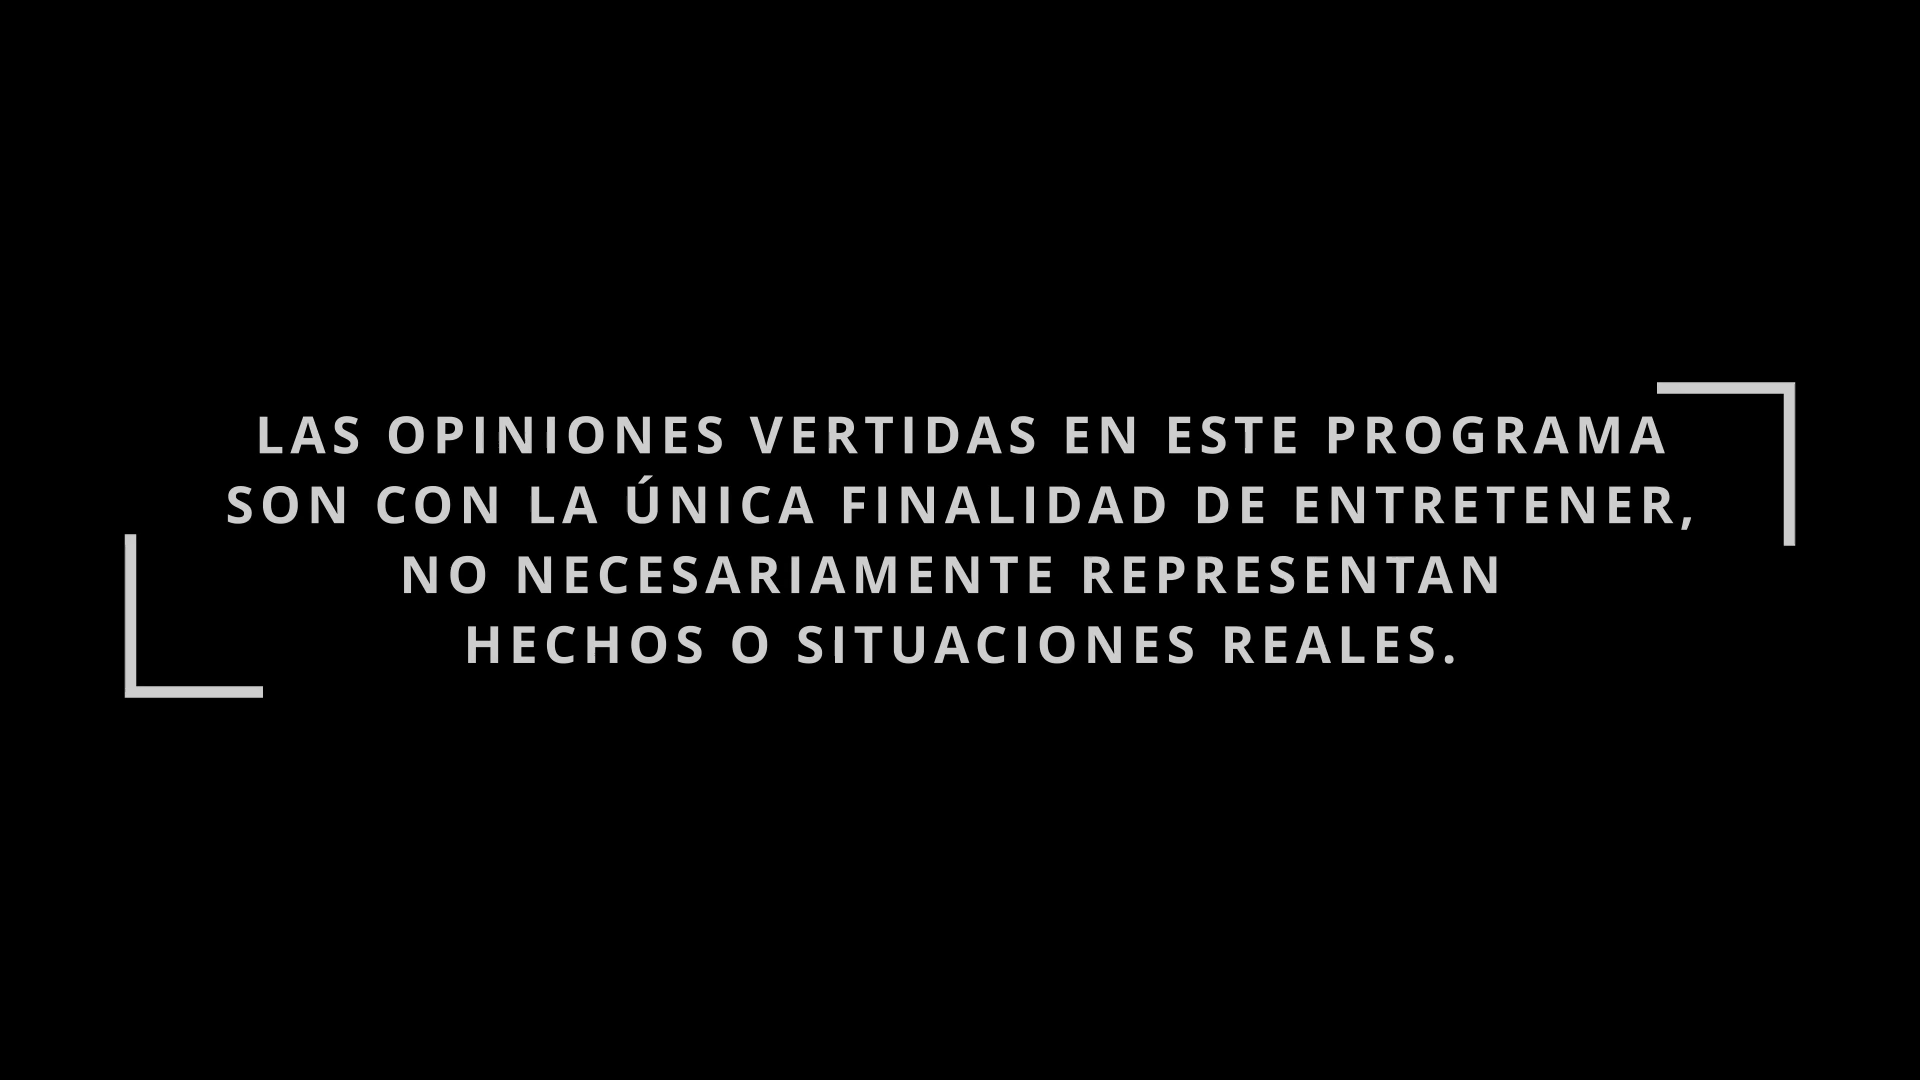 LAS OPINIONES VERTIDAS EN ESTE PROGRAMA
SON CON LA ÚNICA FINALIDAD DE ENTRETENER,
NO NECESARIAMENTE REPRESENTAN
HECHOS O SITUACIONES REALES.